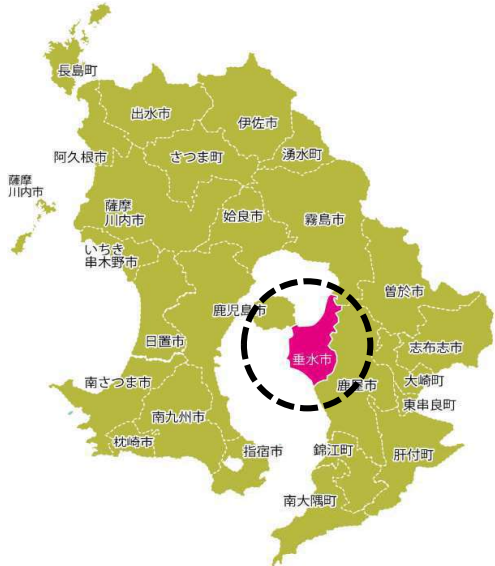 長島町
出水市
伊佐市
阿久根市
さつま町
湧水町
薩摩
川内市
薩摩
川内市
姶良市
霧島市
いちき
串木野市
曽於市
鹿児島市
日置市
垂水市
志布志市
南さつま市
鹿屋市
大崎町
東串良町
南九州市
枕崎市
指宿市
錦江町
肝付町
南大隅町